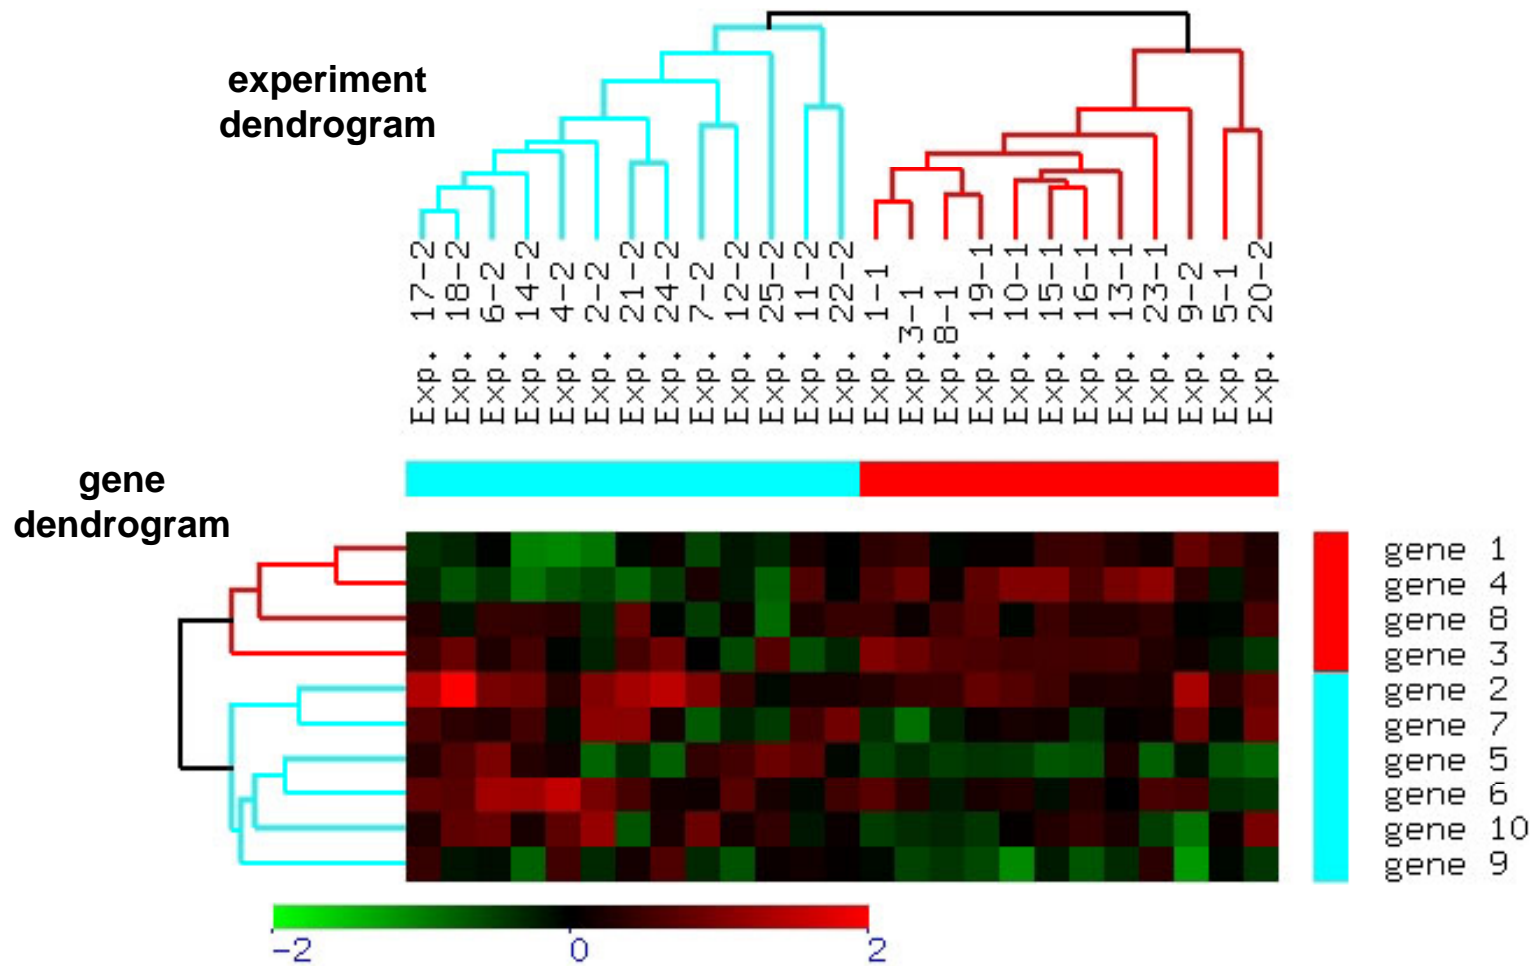 experiment
dendrogram
Exp. 17-2
Exp. 18-2
Exp. 6-2
Exp. 14-2
Exp. 4-2
Exp. 2-2
Exp. 21-2
Exp. 24-2
Exp. 7-2
Exp. 12-2
Exp. 25-2
Exp. 11-2
Exp. 22-2
Exp. 1-1
Exp. 3-1
Exp. 8-1
Exp. 19-1
Exp. 10-1
Exp. 15-1
Exp. 16-1
Exp. 13-1
Exp. 23-1
Exp. 9-2
Exp. 5-1
Exp. 20-2
gene
dendrogram
gene 1
gene 4
gene 8
gene 3
gene 2
gene 7
gene 5
gene 6
gene 10
gene 9
-2 0 2